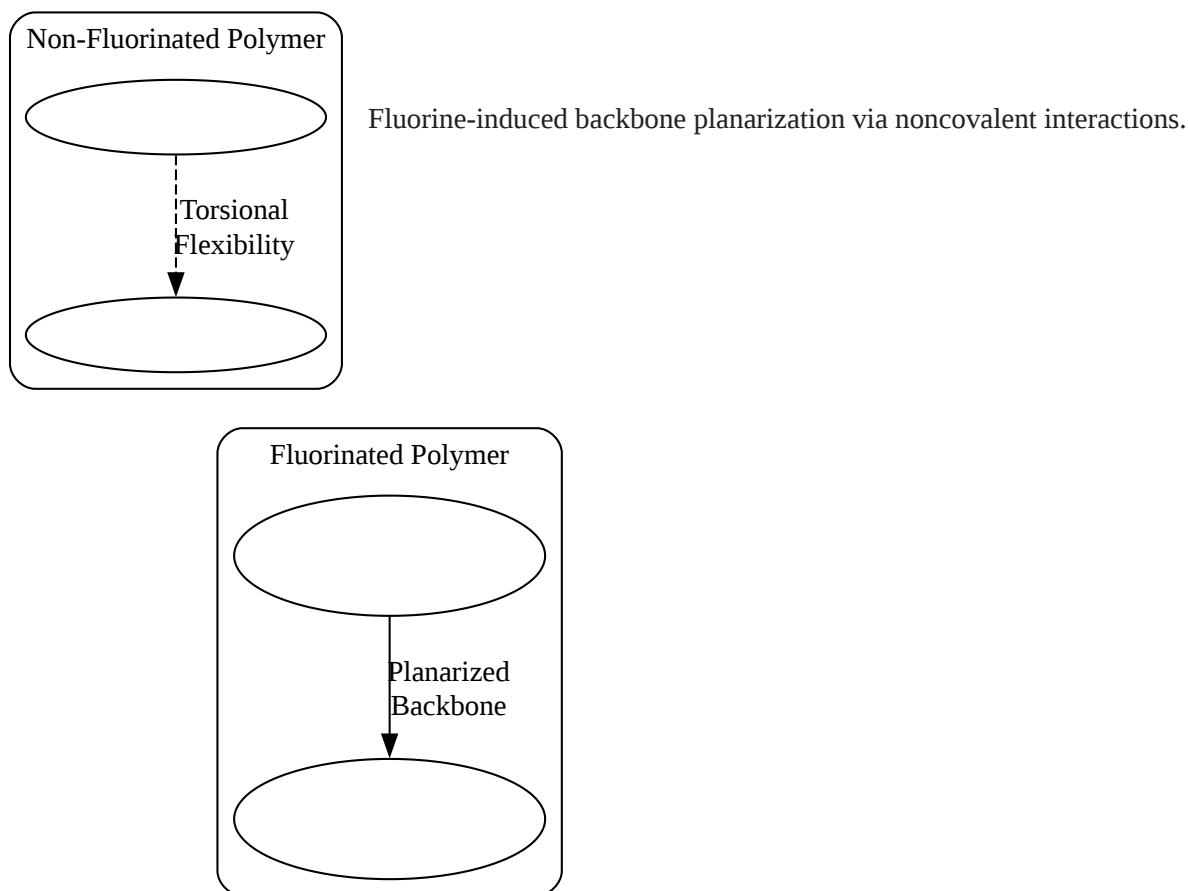 Non-Fluorinated Polymer
Fluorine-induced backbone planarization via noncovalent interactions.
Torsional
Flexibility
Fluorinated Polymer
Planarized
Backbone